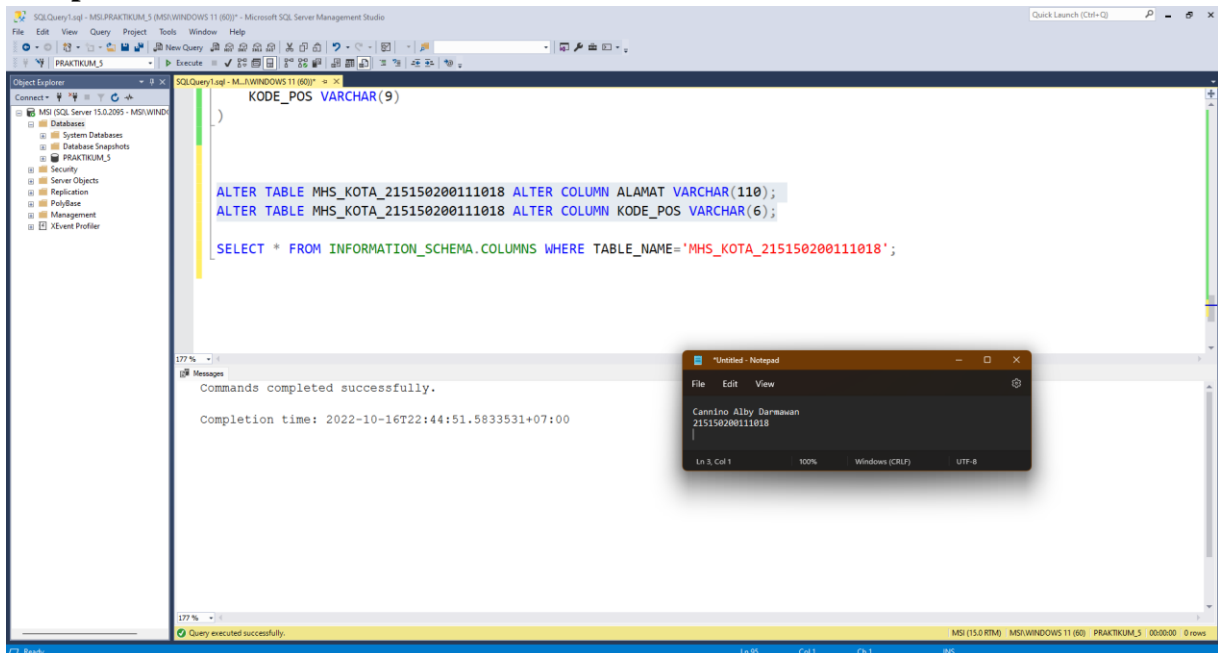 SQLQuery1.sql - MSI.PRAKTIKUM_5 (MSI\WINDOWS 11 (60))* - Microsoft SQL Server Management Studio
Quick Launch (Ctrl+Q)
File Edit View Query Project Tools Window Help
New Query
PRAKTIKUM_5
Execute
Object Explorer
SQLQuery1.sql - M...\WINDOWS 11 (60))*
Connect
MSI (SQL Server 15.0.2095 - MSI\WIND
Databases
System Databases
Database Snapshots
PRAKTIKUM_5
Security
Server Objects
Replication
PolyBase
Management
XEvent Profiler
KODE_POS VARCHAR(9)
)
ALTER TABLE MHS_KOTA_215150200111018 ALTER COLUMN ALAMAT VARCHAR(110);
ALTER TABLE MHS_KOTA_215150200111018 ALTER COLUMN KODE_POS VARCHAR(6);
SELECT * FROM INFORMATION_SCHEMA.COLUMNS WHERE TABLE_NAME='MHS_KOTA_215150200111018';
177 %
Messages
Commands completed successfully.
Completion time: 2022-10-16T22:44:51.5833531+07:00
*Untitled - Notepad
File Edit View
Cannino Alby Darmawan
215150200111018
Ln 3, Col 1 100% Windows (CRLF) UTF-8
177 %
Query executed successfully.
MSI (15.0 RTM) MSI\WINDOWS 11 (60) PRAKTIKUM_5 00:00:00 0 rows
Ready Ln 95 Col 1 Ch 1 INS